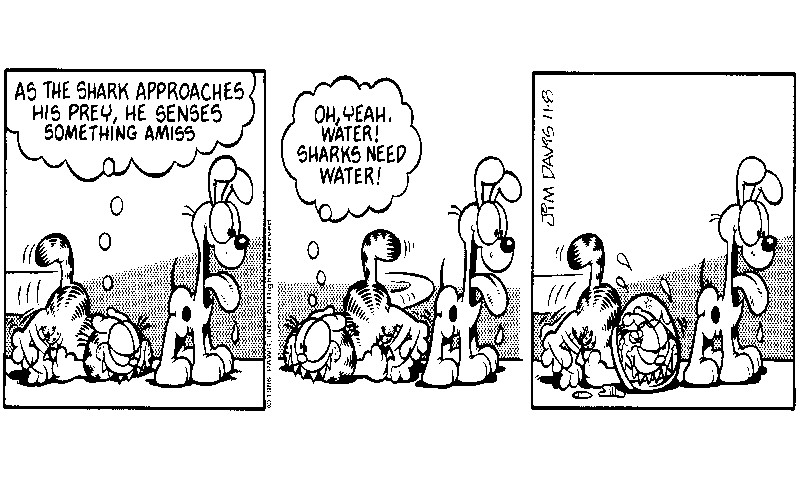 AS THE SHARK APPROACHES
HIS PREY, HE SENSES
SOMETHING AMISS
OH, YEAH.
WATER!
SHARKS NEED
WATER!
JIM DAVIS 11-8